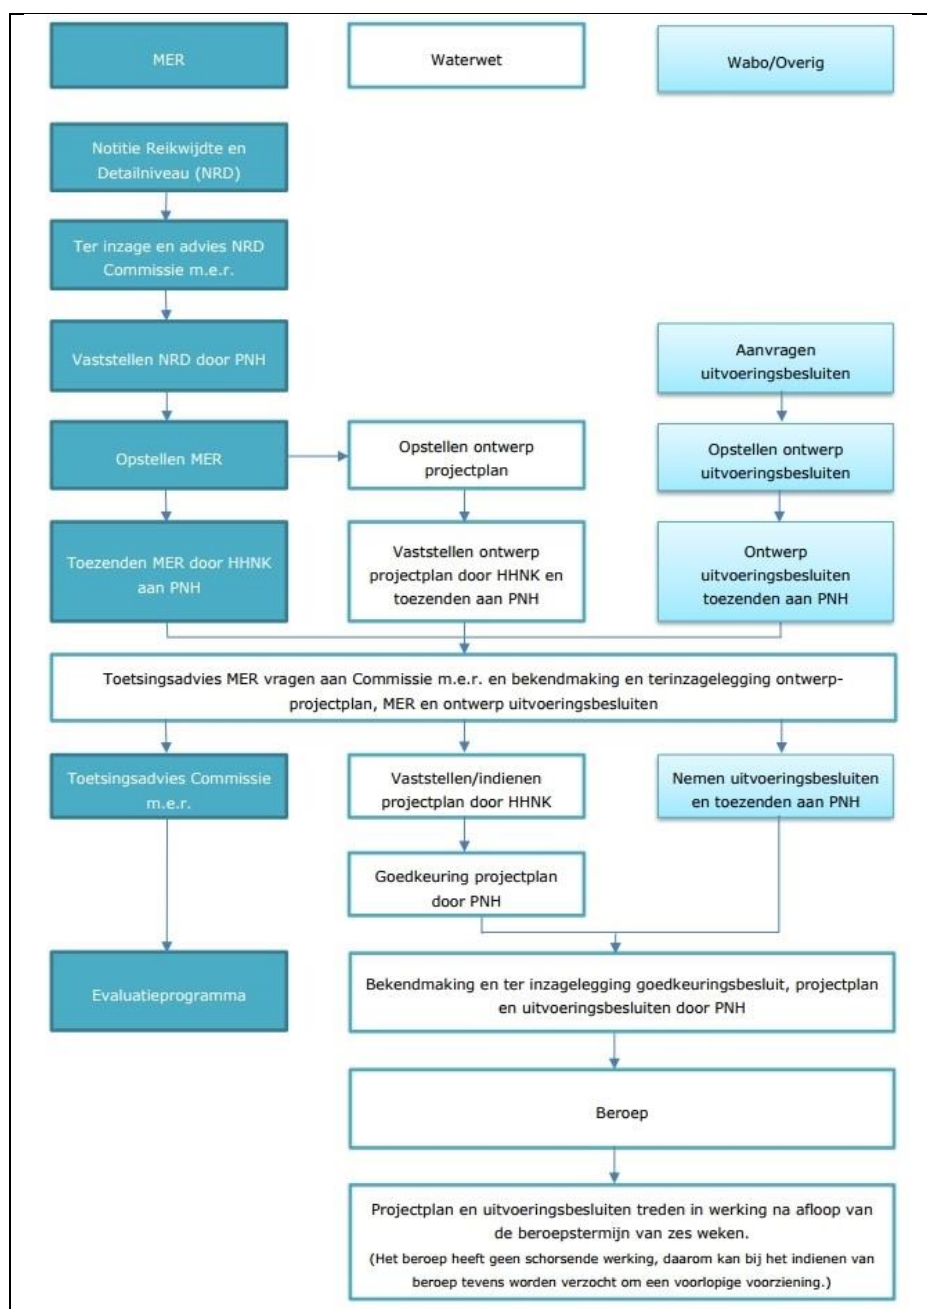 MER
Waterwet
Wabo/Overig
Notitie Reikwijdte en
Detailniveau (NRD)
Ter inzage en advies NRD
Commissie m.e.r.
Vaststellen NRD door PNH
Aanvragen
uitvoeringsbesluiten
Opstellen MER
Opstellen ontwerp
projectplan
Opstellen ontwerp
uitvoeringsbesluiten
Toezenden MER door HHNK
aan PNH
Vaststellen ontwerp
projectplan door HHNK en
toezenden aan PNH
Ontwerp
uitvoeringsbesluiten
toezenden aan PNH
Toetsingsadvies MER vragen aan Commissie m.e.r. en bekendmaking en terinzagelegging ontwerp-
projectplan, MER en ontwerp uitvoeringsbesluiten
Toetsingsadvies Commissie
m.e.r.
Vaststellen/indienen
projectplan door HHNK
Nemen uitvoeringsbesluiten
en toezenden aan PNH
Goedkeuring projectplan
door PNH
Evaluatieprogramma
Bekendmaking en ter inzagelegging goedkeuringsbesluit, projectplan
en uitvoeringsbesluiten door PNH
Beroep
Projectplan en uitvoeringsbesluiten treden in werking na afloop van
de beroepstermijn van zes weken.
(Het beroep heeft geen schorsende werking, daarom kan bij het indienen van
beroep tevens worden verzocht om een voorlopige voorziening.)